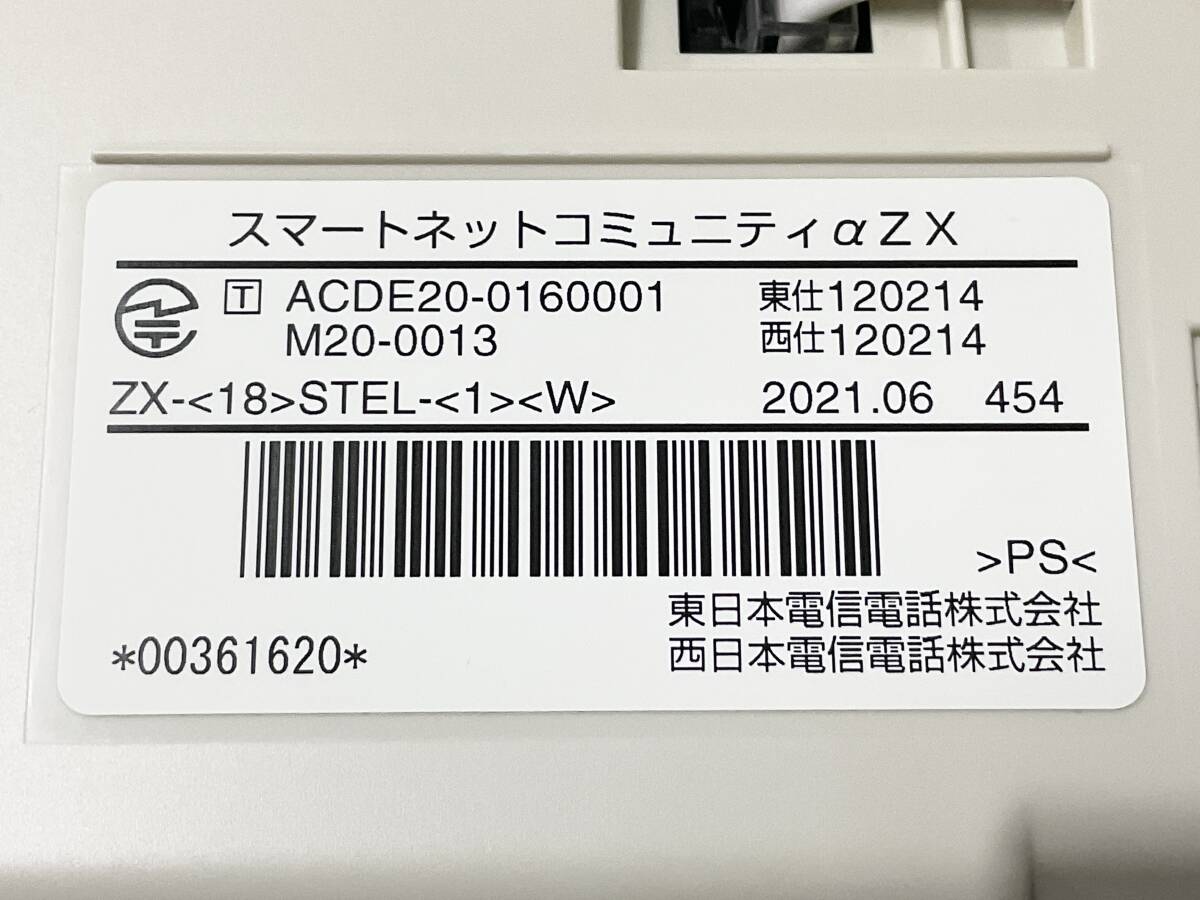 スマートネットコミュニティαZX
T ACDE20-0160001 東仕120214
M20-0013 西仕120214
ZX-<18>STEL-<1><W> 2021.06 454
>PS<
東日本電信電話株式会社
*00361620* 西日本電信電話株式会社